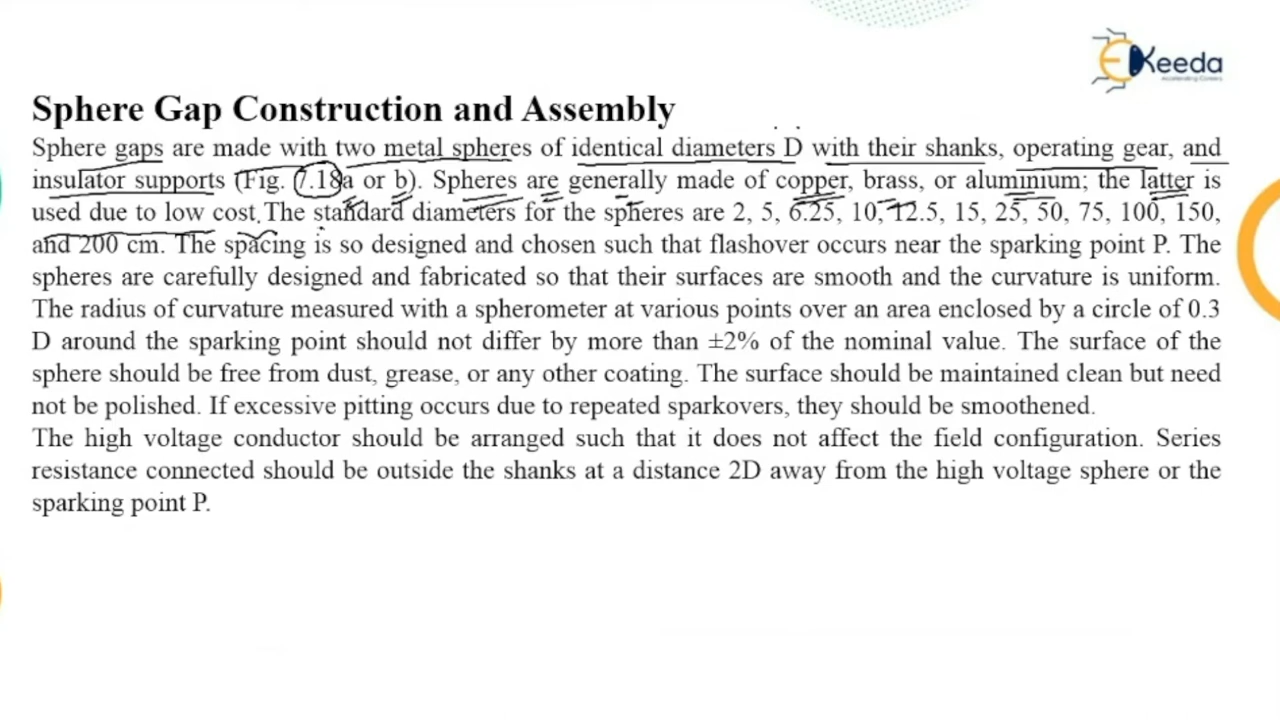 Keeda
Accelerating Careers
Sphere Gap Construction and Assembly
Sphere gaps are made with two metal spheres of identical diameters D with their shanks, operating gear, and
insulator supports (Fig. 7.18a or b). Spheres are generally made of copper, brass, or aluminium; the latter is
used due to low cost. The standard diameters for the spheres are 2, 5, 6.25, 10, 12.5, 15, 25, 50, 75, 100, 150,
and 200 cm. The spacing is so designed and chosen such that flashover occurs near the sparking point P. The
spheres are carefully designed and fabricated so that their surfaces are smooth and the curvature is uniform.
The radius of curvature measured with a spherometer at various points over an area enclosed by a circle of 0.3
D around the sparking point should not differ by more than ±2% of the nominal value. The surface of the
sphere should be free from dust, grease, or any other coating. The surface should be maintained clean but need
not be polished. If excessive pitting occurs due to repeated sparkovers, they should be smoothened.
The high voltage conductor should be arranged such that it does not affect the field configuration. Series
resistance connected should be outside the shanks at a distance 2D away from the high voltage sphere or the
sparking point P.